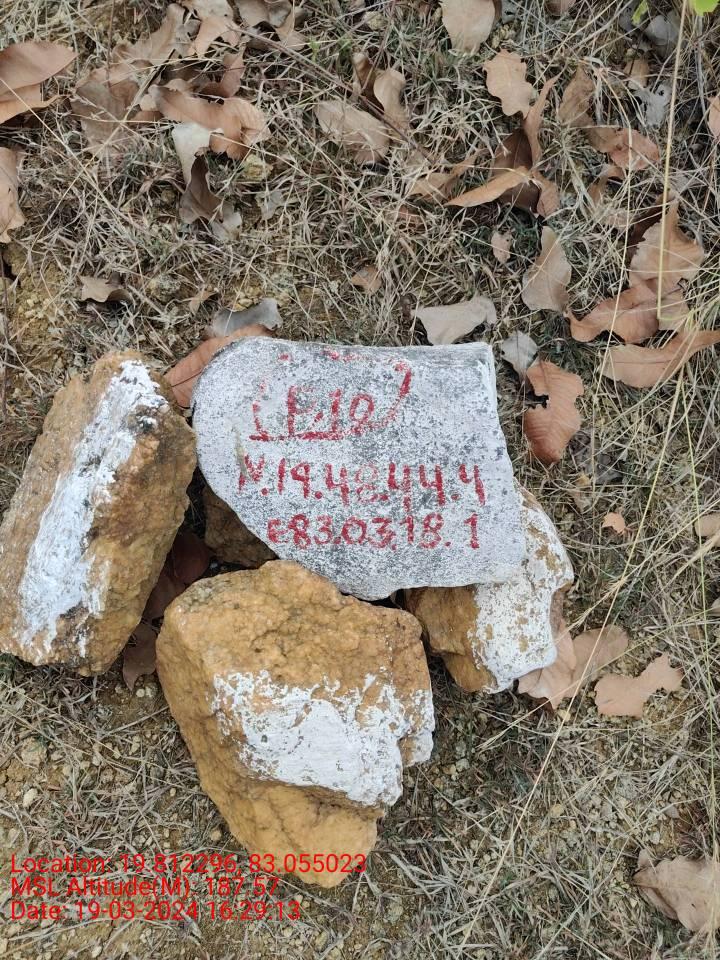 P.10
N.19.48.44.4
E83.03.18.1
Location: 19.812296, 83.055023
MSL Altitude(M): 187.57
Date: 19-03-2024 16:29:13